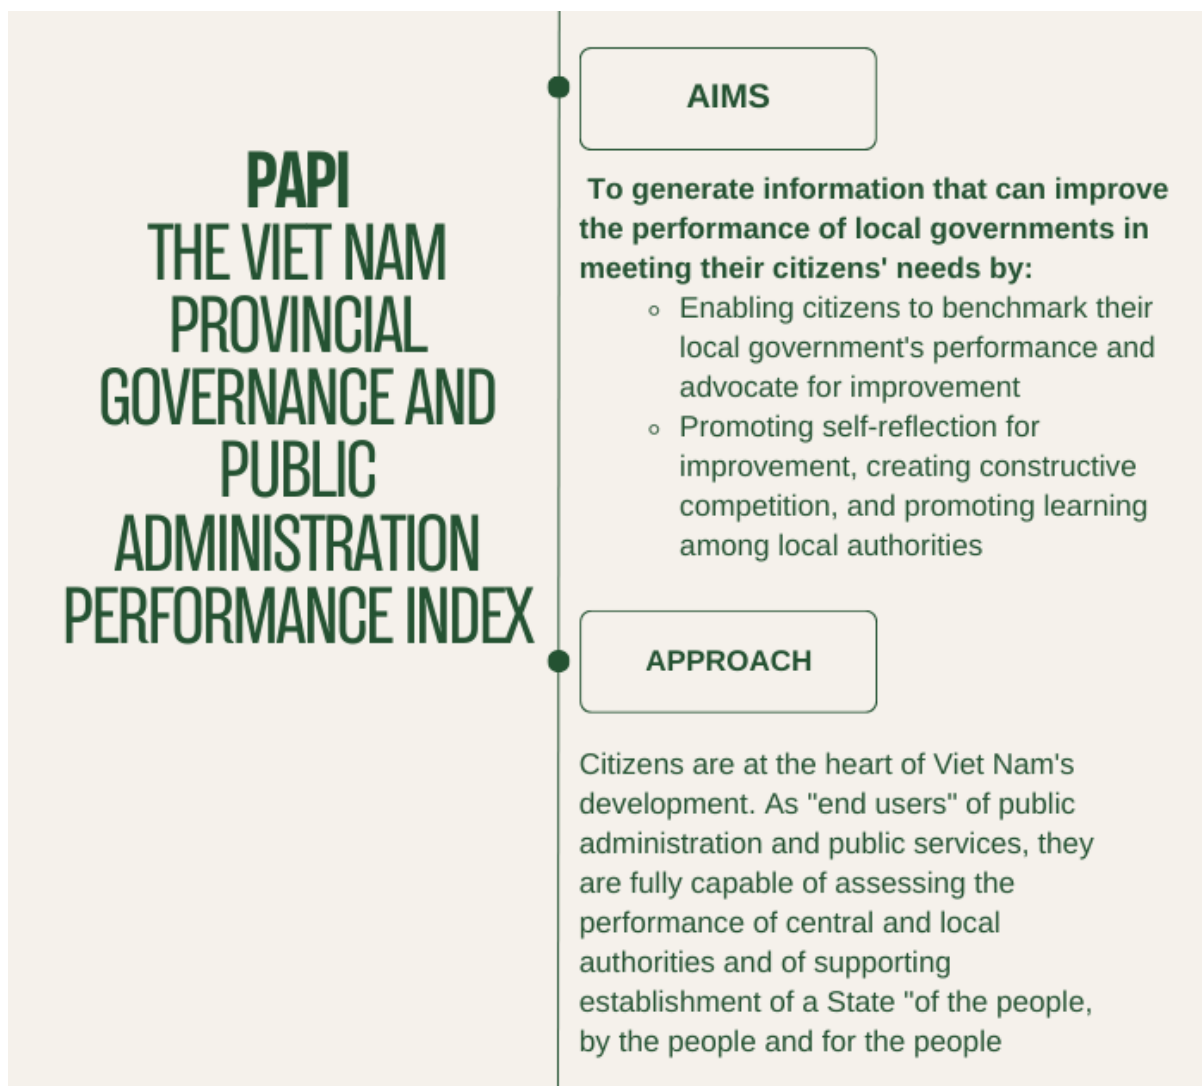 PAPI
THE VIET NAM
PROVINCIAL
GOVERNANCE AND
PUBLIC
ADMINISTRATION
PERFORMANCE INDEX
AIMS
To generate information that can improve
the performance of local governments in
meeting their citizens' needs by:
◦ Enabling citizens to benchmark their
local government's performance and
advocate for improvement
◦ Promoting self-reflection for
improvement, creating constructive
competition, and promoting learning
among local authorities
APPROACH
Citizens are at the heart of Viet Nam's
development. As "end users" of public
administration and public services, they
are fully capable of assessing the
performance of central and local
authorities and of supporting
establishment of a State "of the people,
by the people and for the people